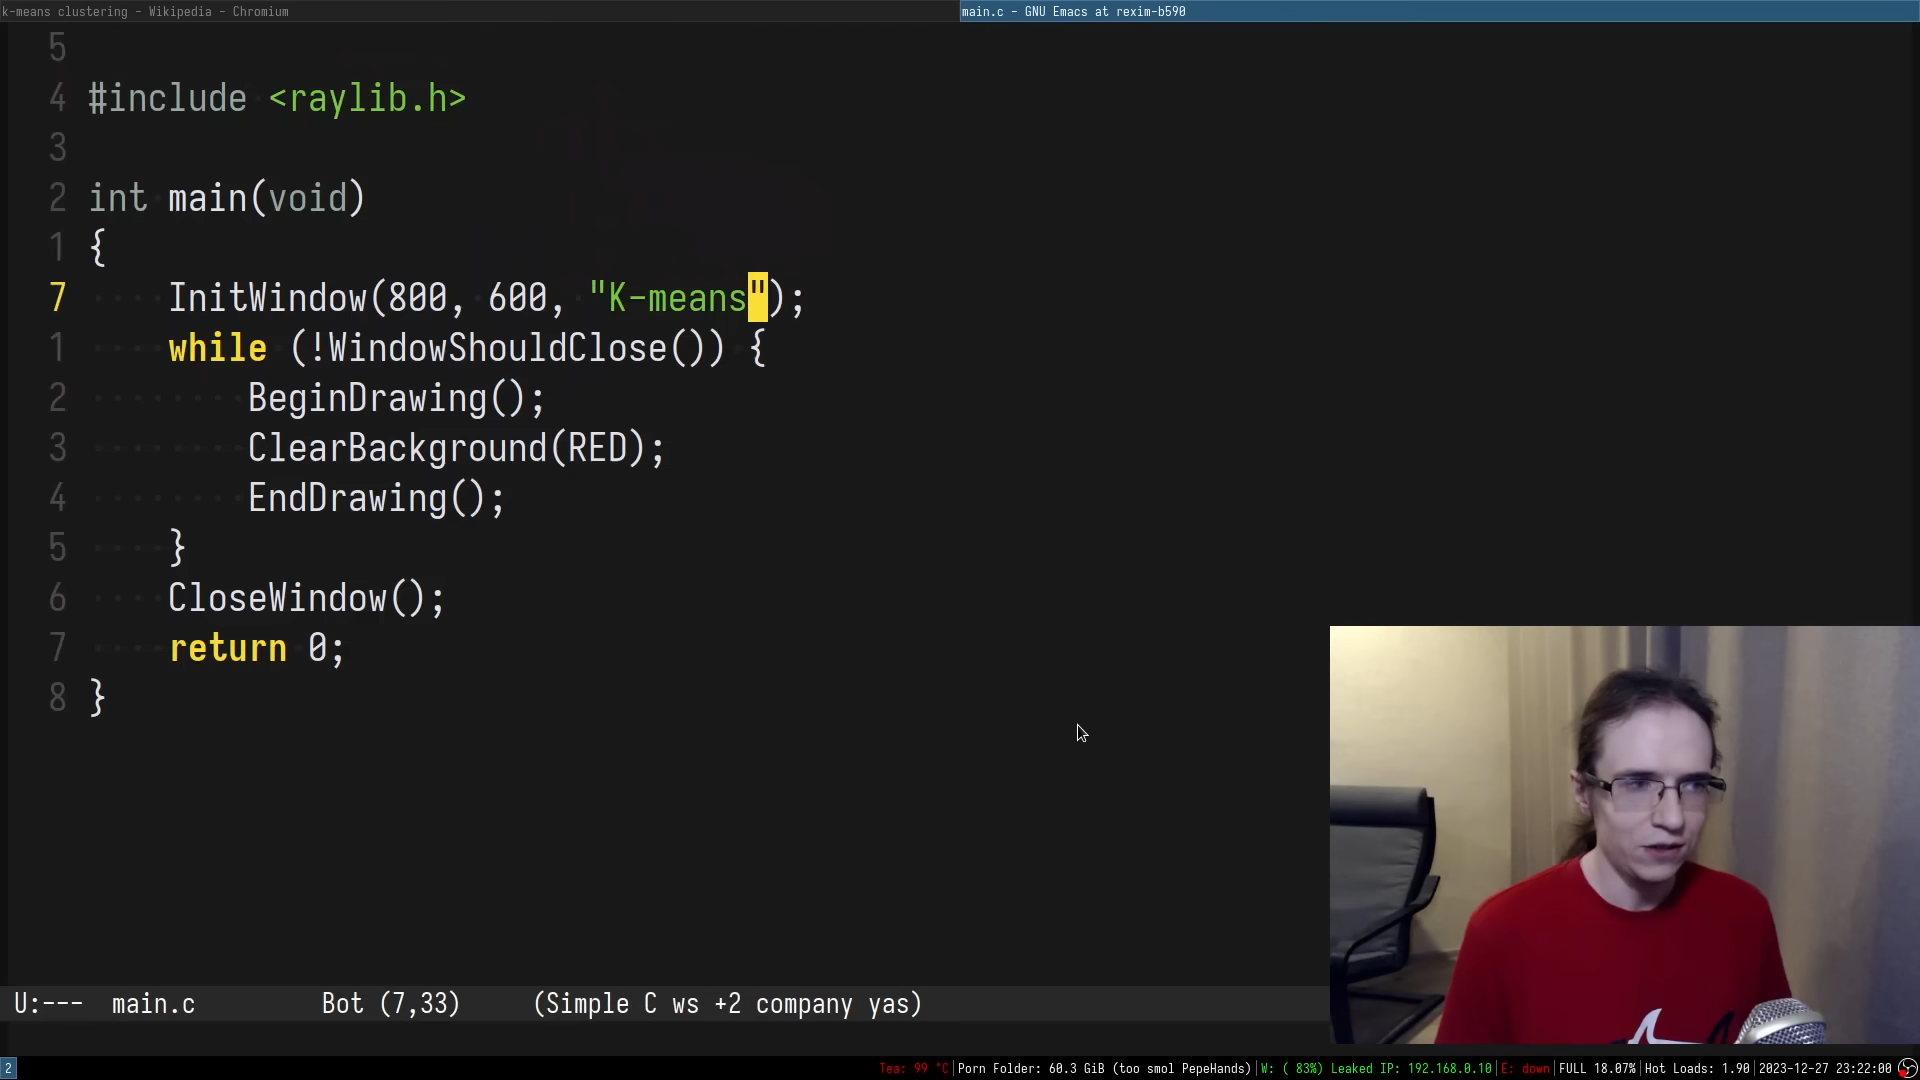 k-means clustering - Wikipedia - Chromium
main.c - GNU Emacs at rexim-b590
5
4 #include <raylib.h>
3
2 int main(void)
1 {
7 InitWindow(800, 600, "K-means");
1 while (!WindowShouldClose()) {
2 BeginDrawing();
3 ClearBackground(RED);
4 EndDrawing();
5 }
6 CloseWindow();
7 return 0;
8 }
U:--- main.c Bot (7,33) (Simple C ws +2 company yas)
2
Tea: 99 °C|Porn Folder: 60.3 GiB (too smol PepeHands)|W: ( 83%) Leaked IP: 192.168.0.10|E: down|FULL 18.07%|Hot Loads: 1.90|2023-12-27 23:22:00